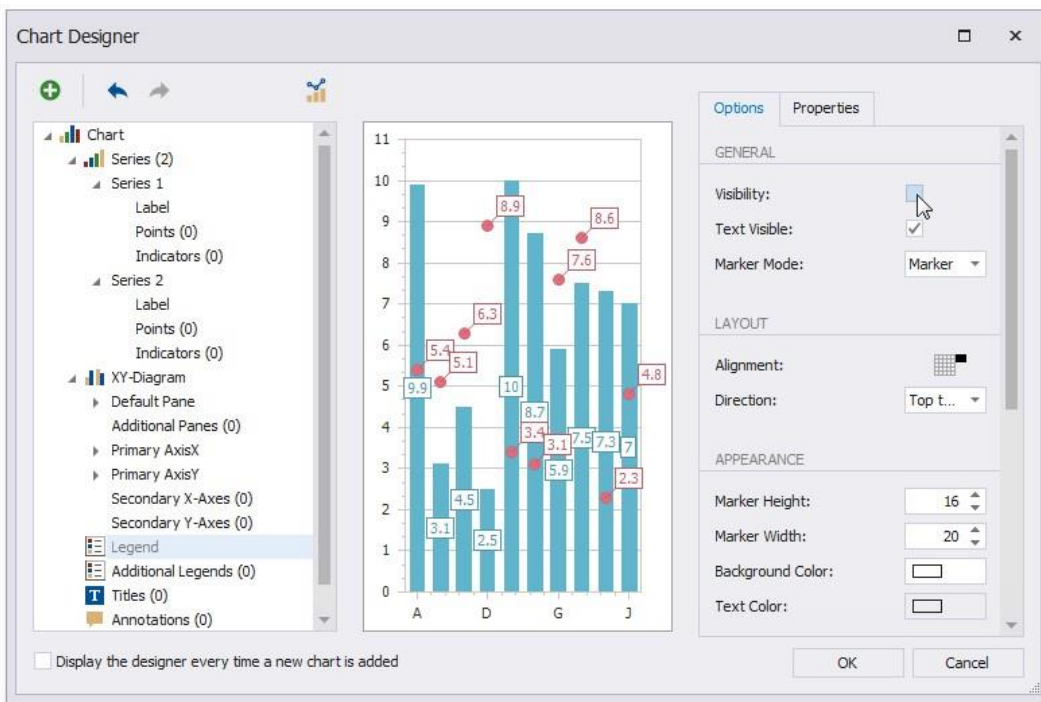 Chart Designer
Options Properties
Chart
Series (2)
Series 1
Label
Points (0)
Indicators (0)
Series 2
Label
Points (0)
Indicators (0)
XY-Diagram
Default Pane
Additional Panes (0)
Primary AxisX
Primary AxisY
Secondary X-Axes (0)
Secondary Y-Axes (0)
Legend
Additional Legends (0)
T Titles (0)
Annotations (0)
11
10
9
8
7
6
5
4
3
2
1
0
A D G J
8.9
8.6
7.6
6.3
5.4
5.1
4.8
9.9
10
8.7
3.4
3.1
7.5
7.3
7
5.9
2.3
4.5
3.1
2.5
GENERAL
Visibility:
Text Visible:
Marker Mode: Marker
LAYOUT
Alignment:
Direction: Top t...
APPEARANCE
Marker Height: 16
Marker Width: 20
Background Color:
Text Color:
Display the designer every time a new chart is added
OK Cancel